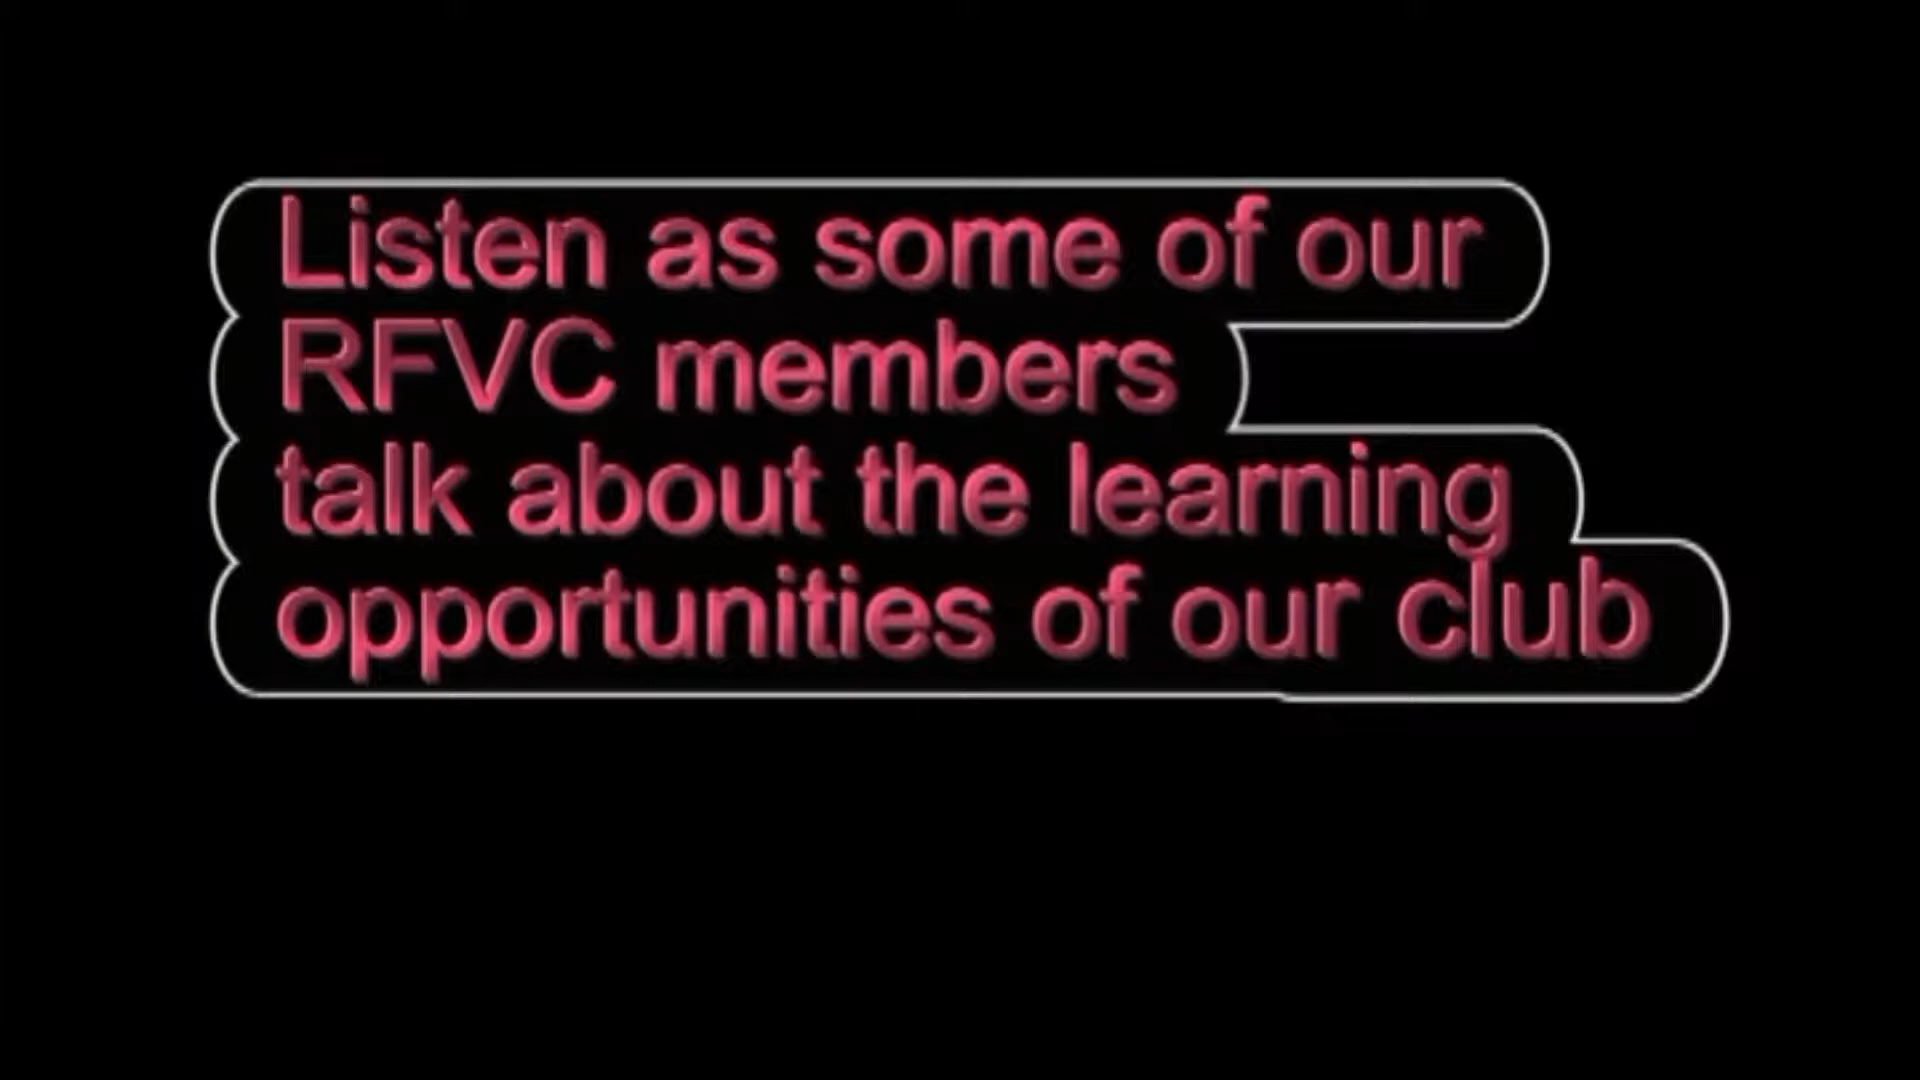 Listen as some of our
RFVC members
talk about the learning
opportunities of our club